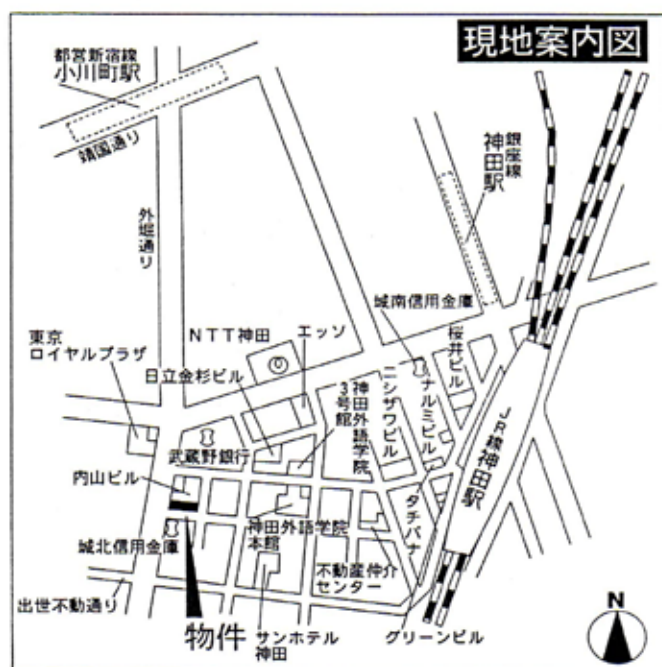 現地案内図
都営新宿線
小川町駅
靖国通り
外堀通り
銀座線
神田駅
城南信用金庫
桜井ビル
東京
ロイヤルプラザ
NTT神田
エッソ
日立金杉ビル
神田外語学院
3号館
ニシザワビル
ナルミビル
JR線神田駅
武蔵野銀行
内山ビル
タチバナ
神田外語学院
本館
城北信用金庫
不動産仲介
センター
出世不動通り
物件
サンホテル
神田
グリーンビル
N